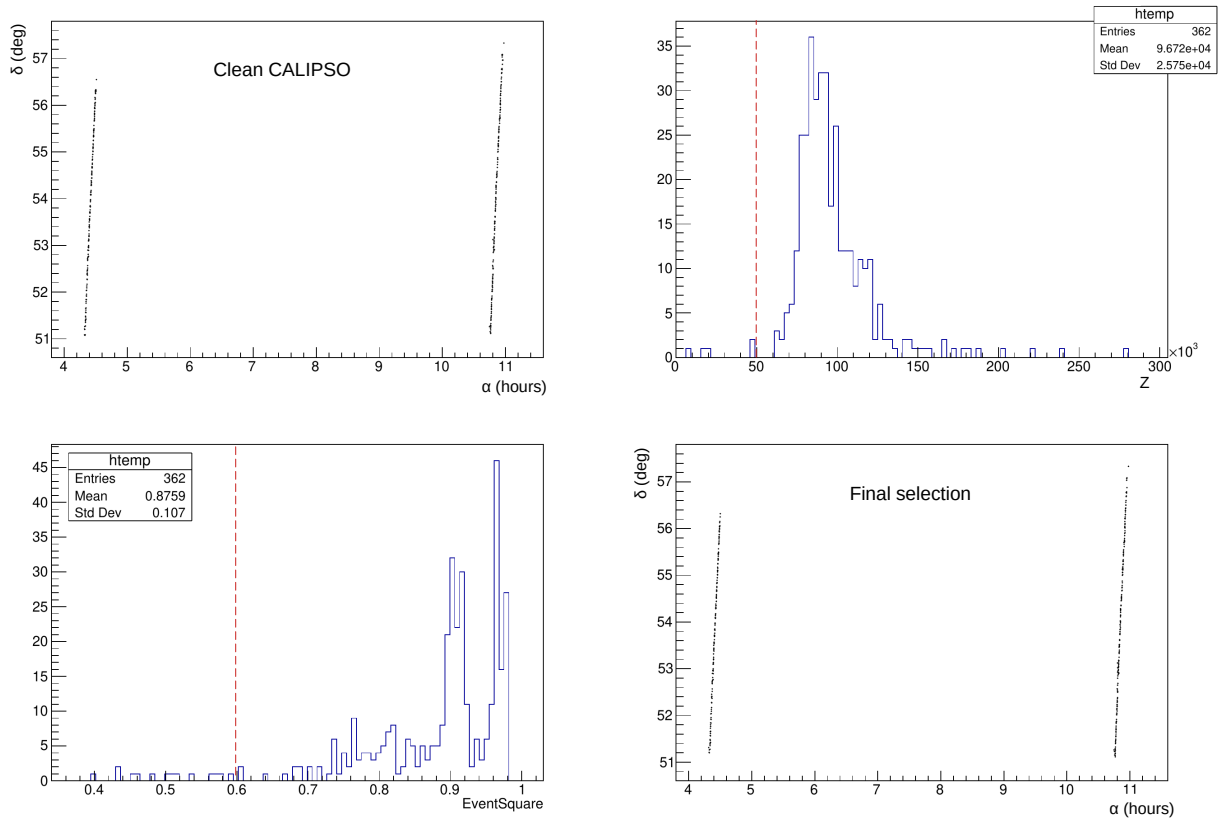 δ (deg)
Clean CALIPSO
57
56
55
54
53
52
51
4 5 6 7 8 9 10 11
α (hours)
htemp
Entries 362
Mean 9.672e+04
Std Dev 2.575e+04
35
30
25
20
15
10
5
0
0 50 100 150 200 250 300
×10³
Z
htemp
Entries 362
Mean 0.8759
Std Dev 0.107
45
40
35
30
25
20
15
10
5
0
0.4 0.5 0.6 0.7 0.8 0.9 1
EventSquare
δ (deg)
Final selection
57
56
55
54
53
52
51
4 5 6 7 8 9 10 11
α (hours)